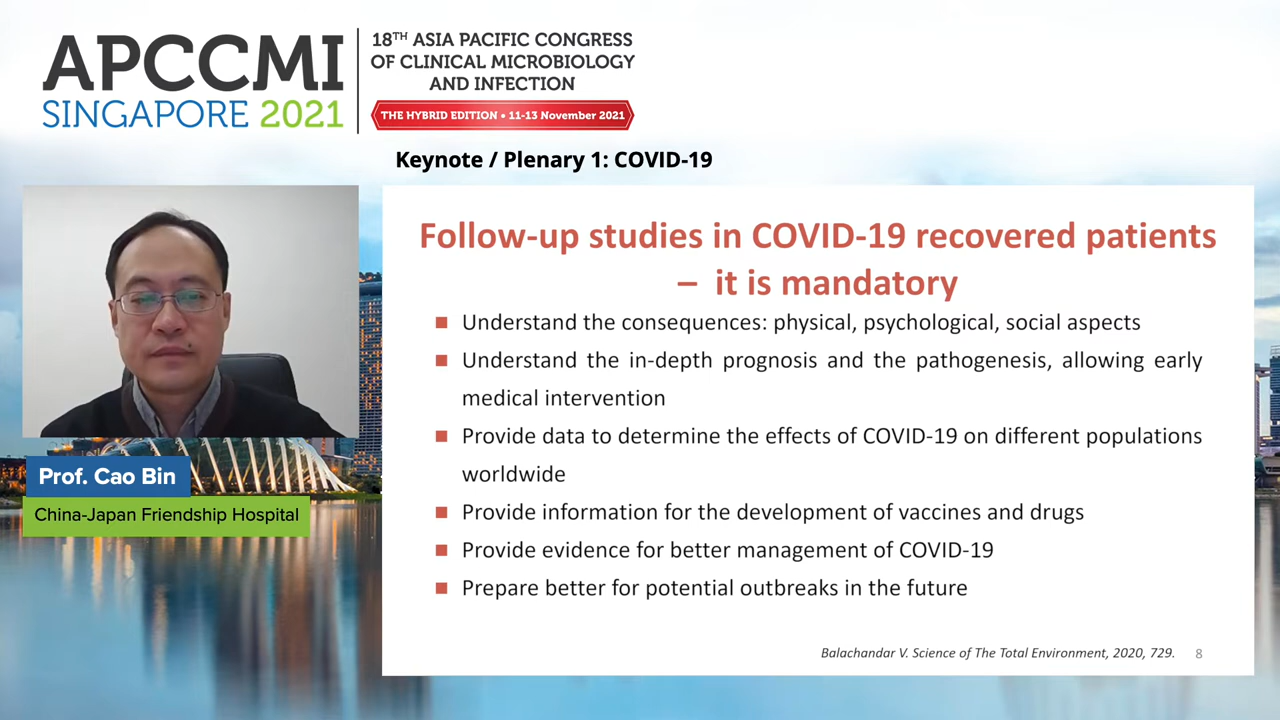 APCCMI
SINGAPORE 2021
18TH ASIA PACIFIC CONGRESS
OF CLINICAL MICROBIOLOGY
AND INFECTION
THE HYBRID EDITION • 11-13 November 2021
Keynote / Plenary 1: COVID-19
Prof. Cao Bin
China-Japan Friendship Hospital
Follow-up studies in COVID-19 recovered patients
– it is mandatory
■ Understand the consequences: physical, psychological, social aspects
■ Understand the in-depth prognosis and the pathogenesis, allowing early
medical intervention
■ Provide data to determine the effects of COVID-19 on different populations
worldwide
■ Provide information for the development of vaccines and drugs
■ Provide evidence for better management of COVID-19
■ Prepare better for potential outbreaks in the future
Balachandar V. Science of The Total Environment, 2020, 729.
8